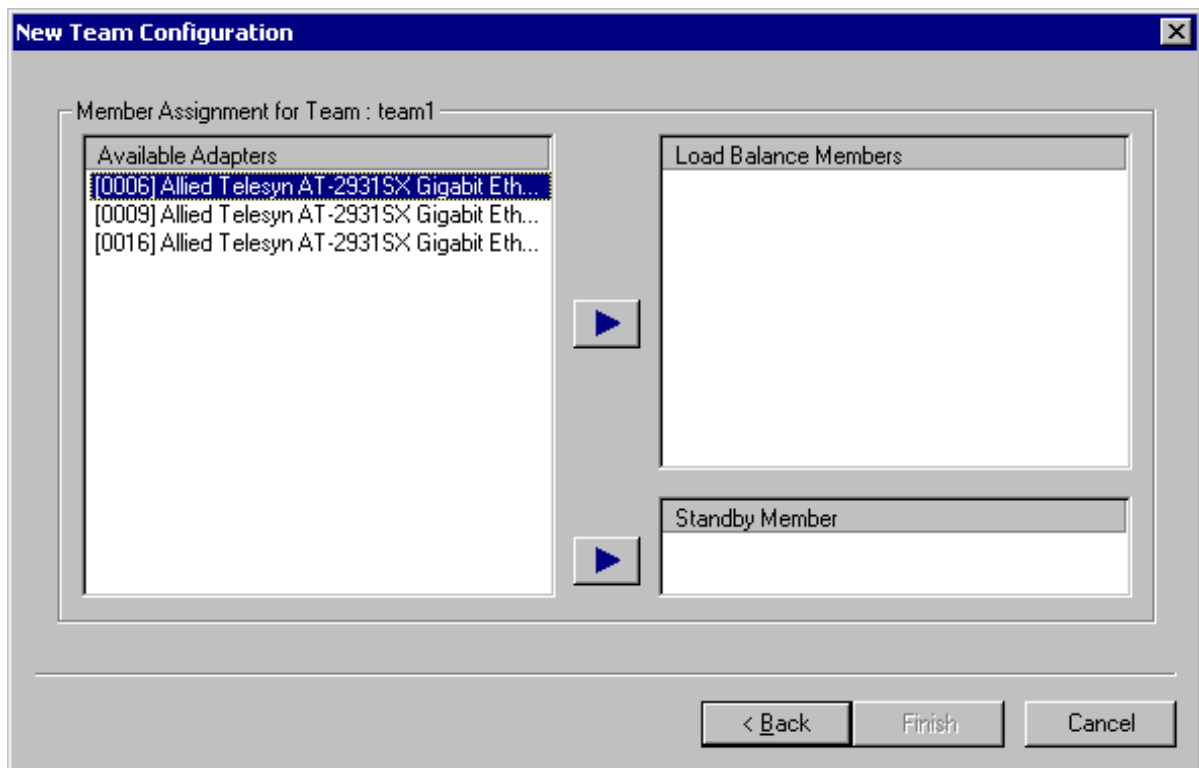 New Team Configuration
Member Assignment for Team : team1
Available Adapters
[0006] Allied Telesyn AT-2931SX Gigabit Eth...
[0009] Allied Telesyn AT-2931SX Gigabit Eth...
[0016] Allied Telesyn AT-2931SX Gigabit Eth...
Load Balance Members
Standby Member
< Back
Finish
Cancel